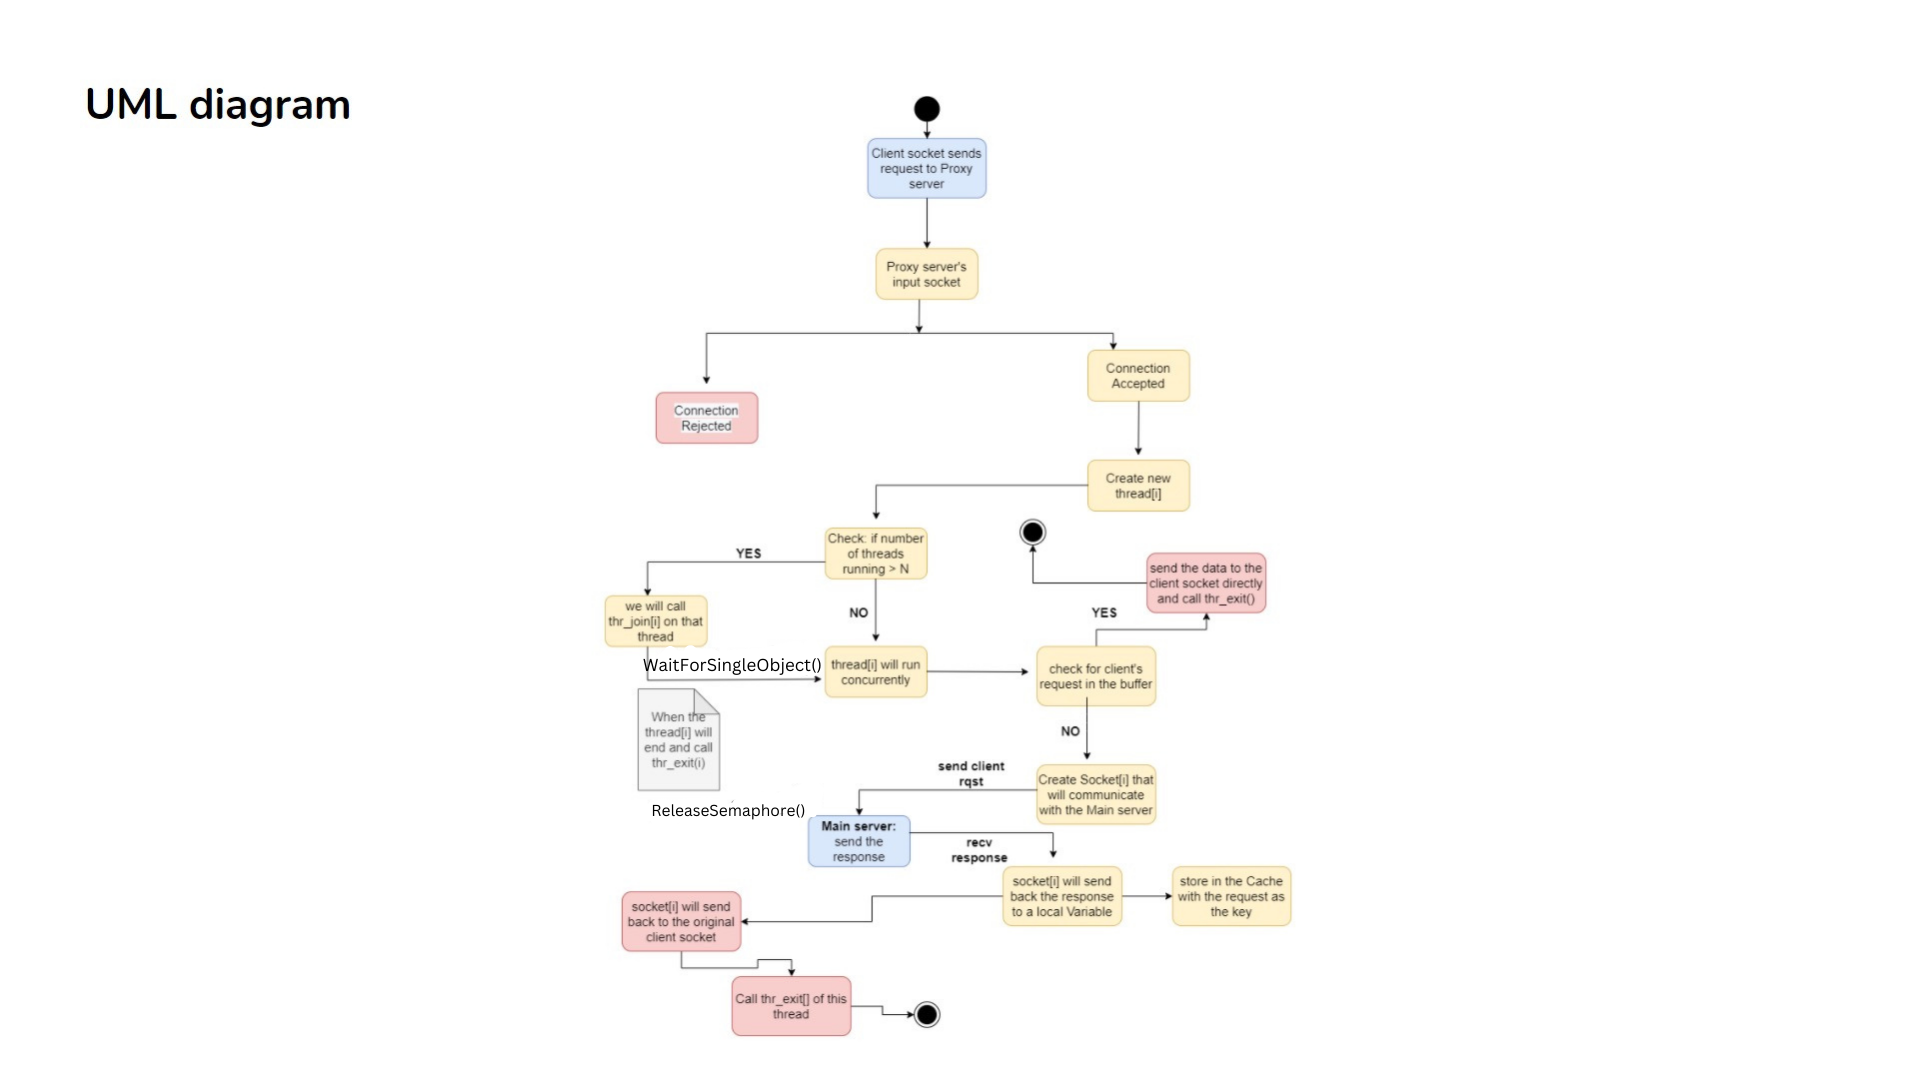 UML diagram
Client socket sends
request to Proxy
server
Proxy server's
input socket
Connection
Accepted
Connection
Rejected
Create new
thread[i]
Check: if number
of threads
running > N
YES
NO
we will call
thr_join[i] on that
thread
WaitForSingleObject()
thread[i] will run
concurrently
When the
thread[i] will
end and call
thr_exit(i)
ReleaseSemaphore()
check for client's
request in the buffer
YES
send the data to the
client socket directly
and call thr_exit()
NO
Create Socket[i] that
will communicate
with the Main server
send client
rqst
Main server:
send the
response
recv
response
socket[i] will send
back the response
to a local Variable
store in the Cache
with the request as
the key
socket[i] will send
back to the original
client socket
Call thr_exit[] of this
thread